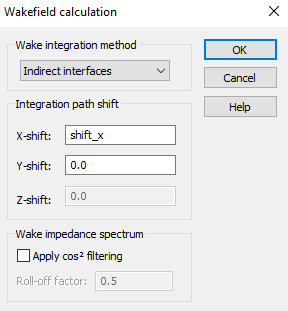 Wakefield calculation
Wake integration method
Indirect interfaces
OK
Cancel
Help
Integration path shift
X-shift: shift_x
Y-shift: 0.0
Z-shift: 0.0
Wake impedance spectrum
Apply cos² filtering
Roll-off factor: 0.5